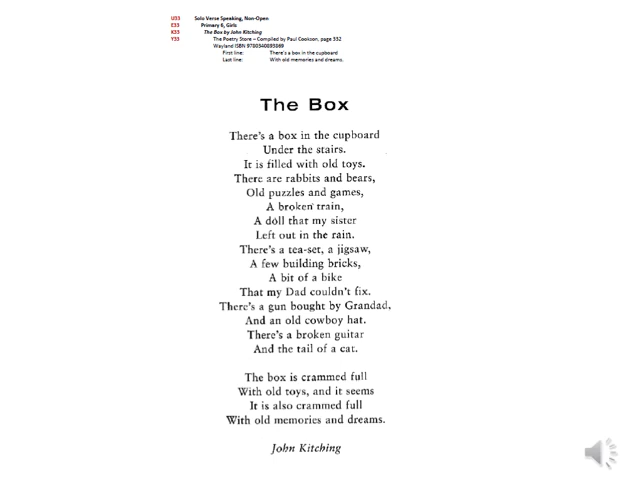 U33 Solo Verse Speaking, Non-Open
E33 Primary 6, Girls
K33 The Box by John Kitching
Y33 The Poetry Store – Compiled by Paul Cookson, page 332
Wayland ISBN 9780340893869
First line: There's a box in the cupboard
Last line: With old memories and dreams.
The Box
There's a box in the cupboard
Under the stairs.
It is filled with old toys.
There are rabbits and bears,
Old puzzles and games,
A broken train,
A doll that my sister
Left out in the rain.
There's a tea-set, a jigsaw,
A few building bricks,
A bit of a bike
That my Dad couldn't fix.
There's a gun bought by Grandad,
And an old cowboy hat.
There's a broken guitar
And the tail of a cat.
The box is crammed full
With old toys, and it seems
It is also crammed full
With old memories and dreams.
John Kitching